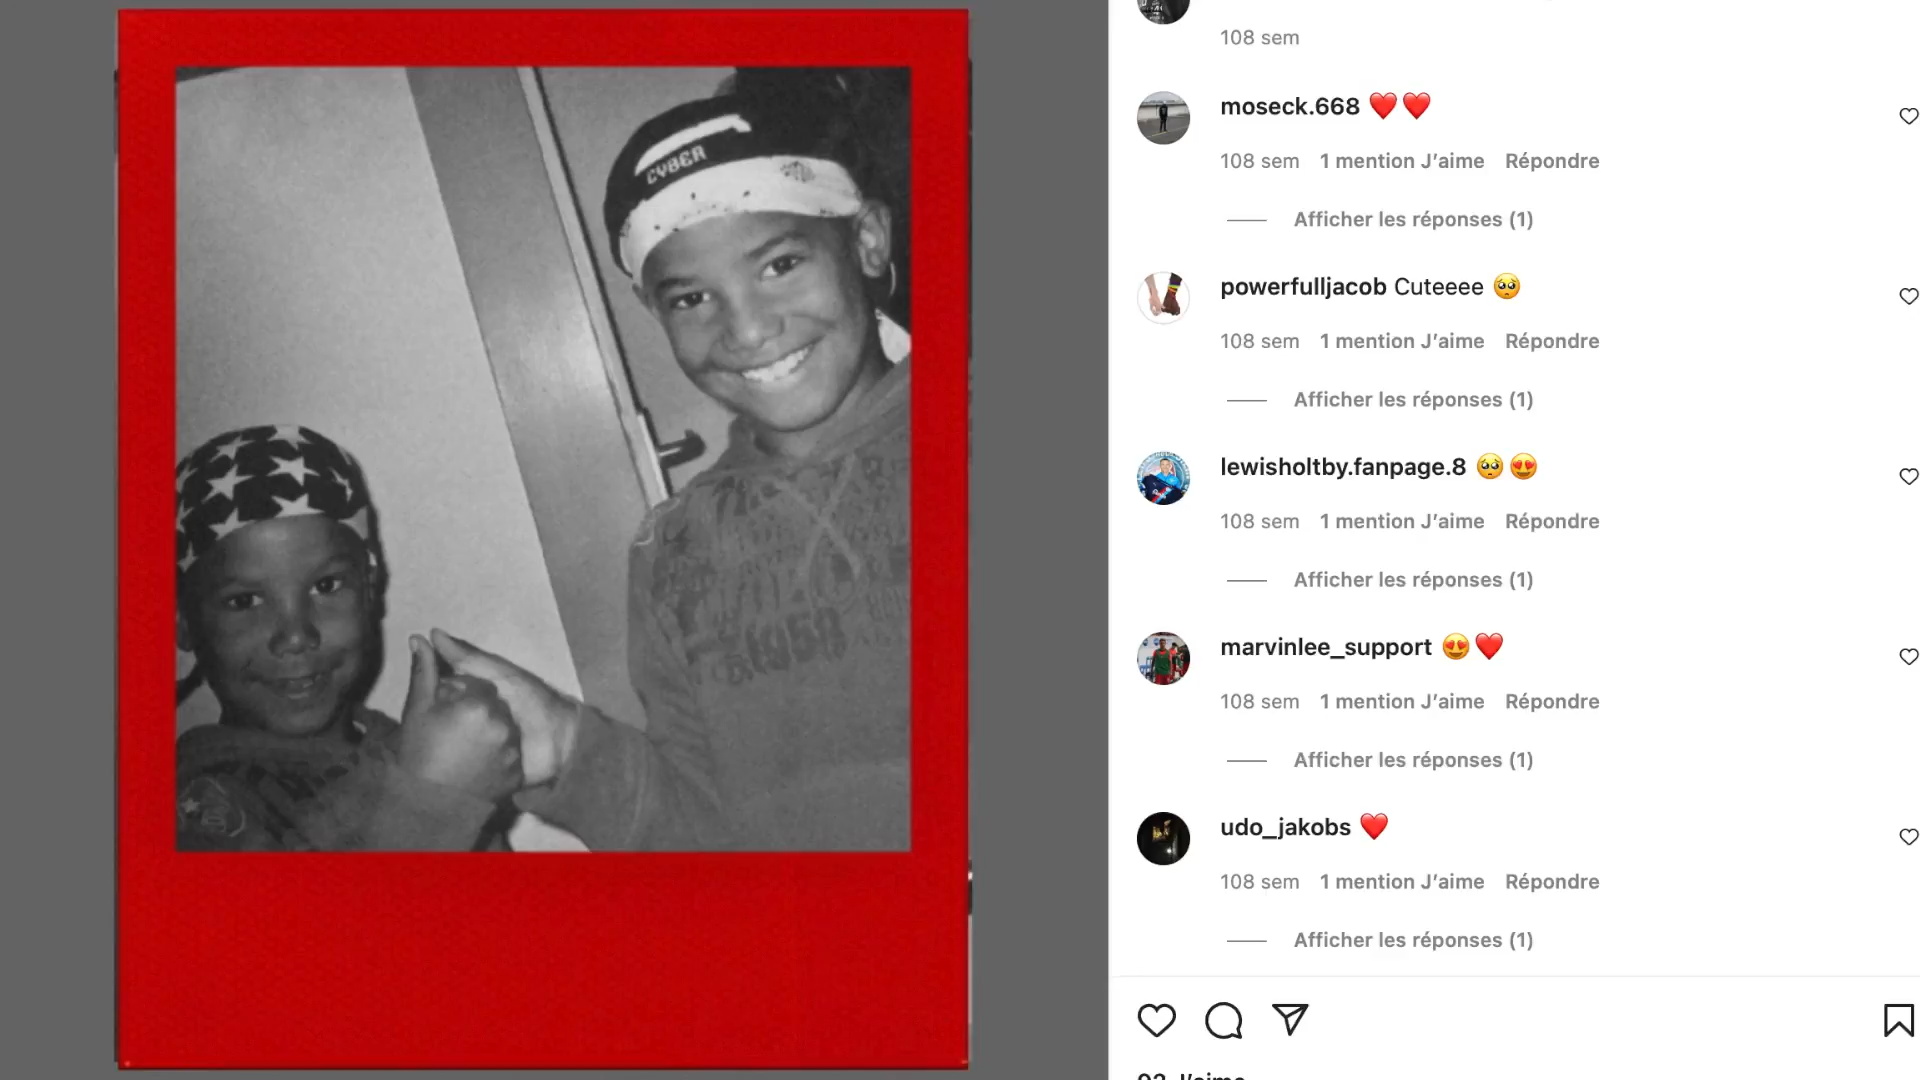 CYBER
1958
108 sem
moseck.668 ❤️❤️
108 sem 1 mention J’aime Répondre
Afficher les réponses (1)
powerfulljacob Cuteeee 🥺
108 sem 1 mention J’aime Répondre
Afficher les réponses (1)
lewisholtby.fanpage.8 🥺😍
108 sem 1 mention J’aime Répondre
Afficher les réponses (1)
marvinlee_support 😍❤️
108 sem 1 mention J’aime Répondre
Afficher les réponses (1)
udo_jakobs ❤️
108 sem 1 mention J’aime Répondre
Afficher les réponses (1)
J’aime